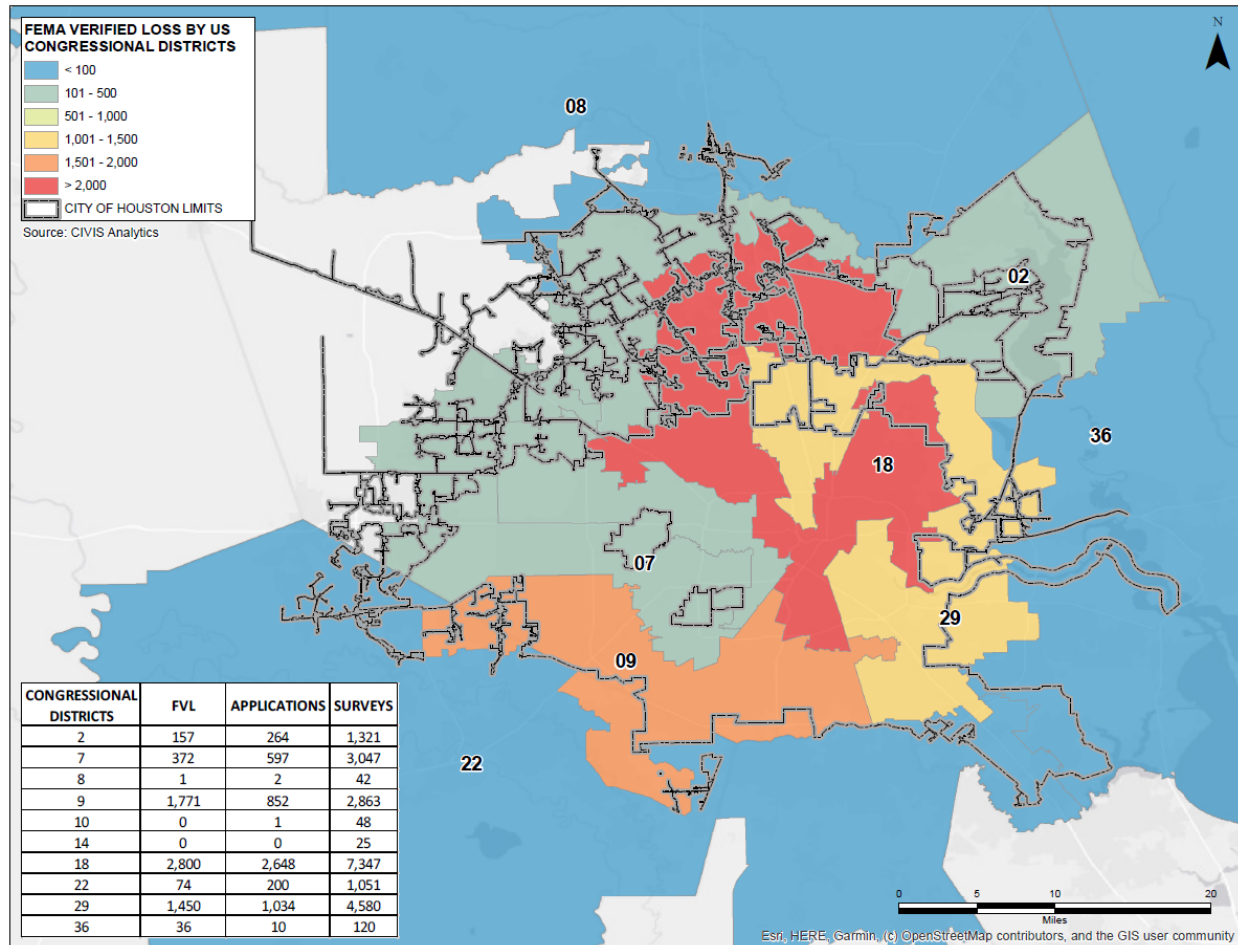 FEMA VERIFIED LOSS BY US
CONGRESSIONAL DISTRICTS
< 100
101 - 500
501 - 1,000
1,001 - 1,500
1,501 - 2,000
> 2,000
CITY OF HOUSTON LIMITS
Source: CIVIS Analytics
N
08
02
36
18
07
29
09
22
CONGRESSIONAL DISTRICTS FVL APPLICATIONS SURVEYS
2 157 264 1,321
7 372 597 3,047
8 1 2 42
9 1,771 852 2,863
10 0 1 48
14 0 0 25
18 2,800 2,648 7,347
22 74 200 1,051
29 1,450 1,034 4,580
36 36 10 120
0 5 10 20
Miles
Esri, HERE, Garmin, (c) OpenStreetMap contributors, and the GIS user community